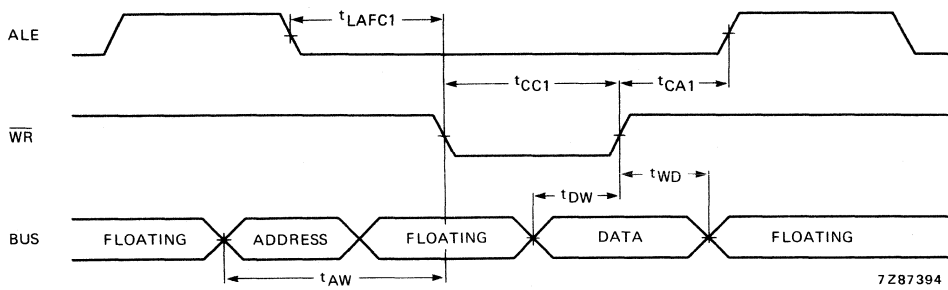 ALE
tLAFC1
tCC1
tCA1
WR
tDW
tWD
BUS
FLOATING
ADDRESS
FLOATING
DATA
FLOATING
tAW
7Z87394